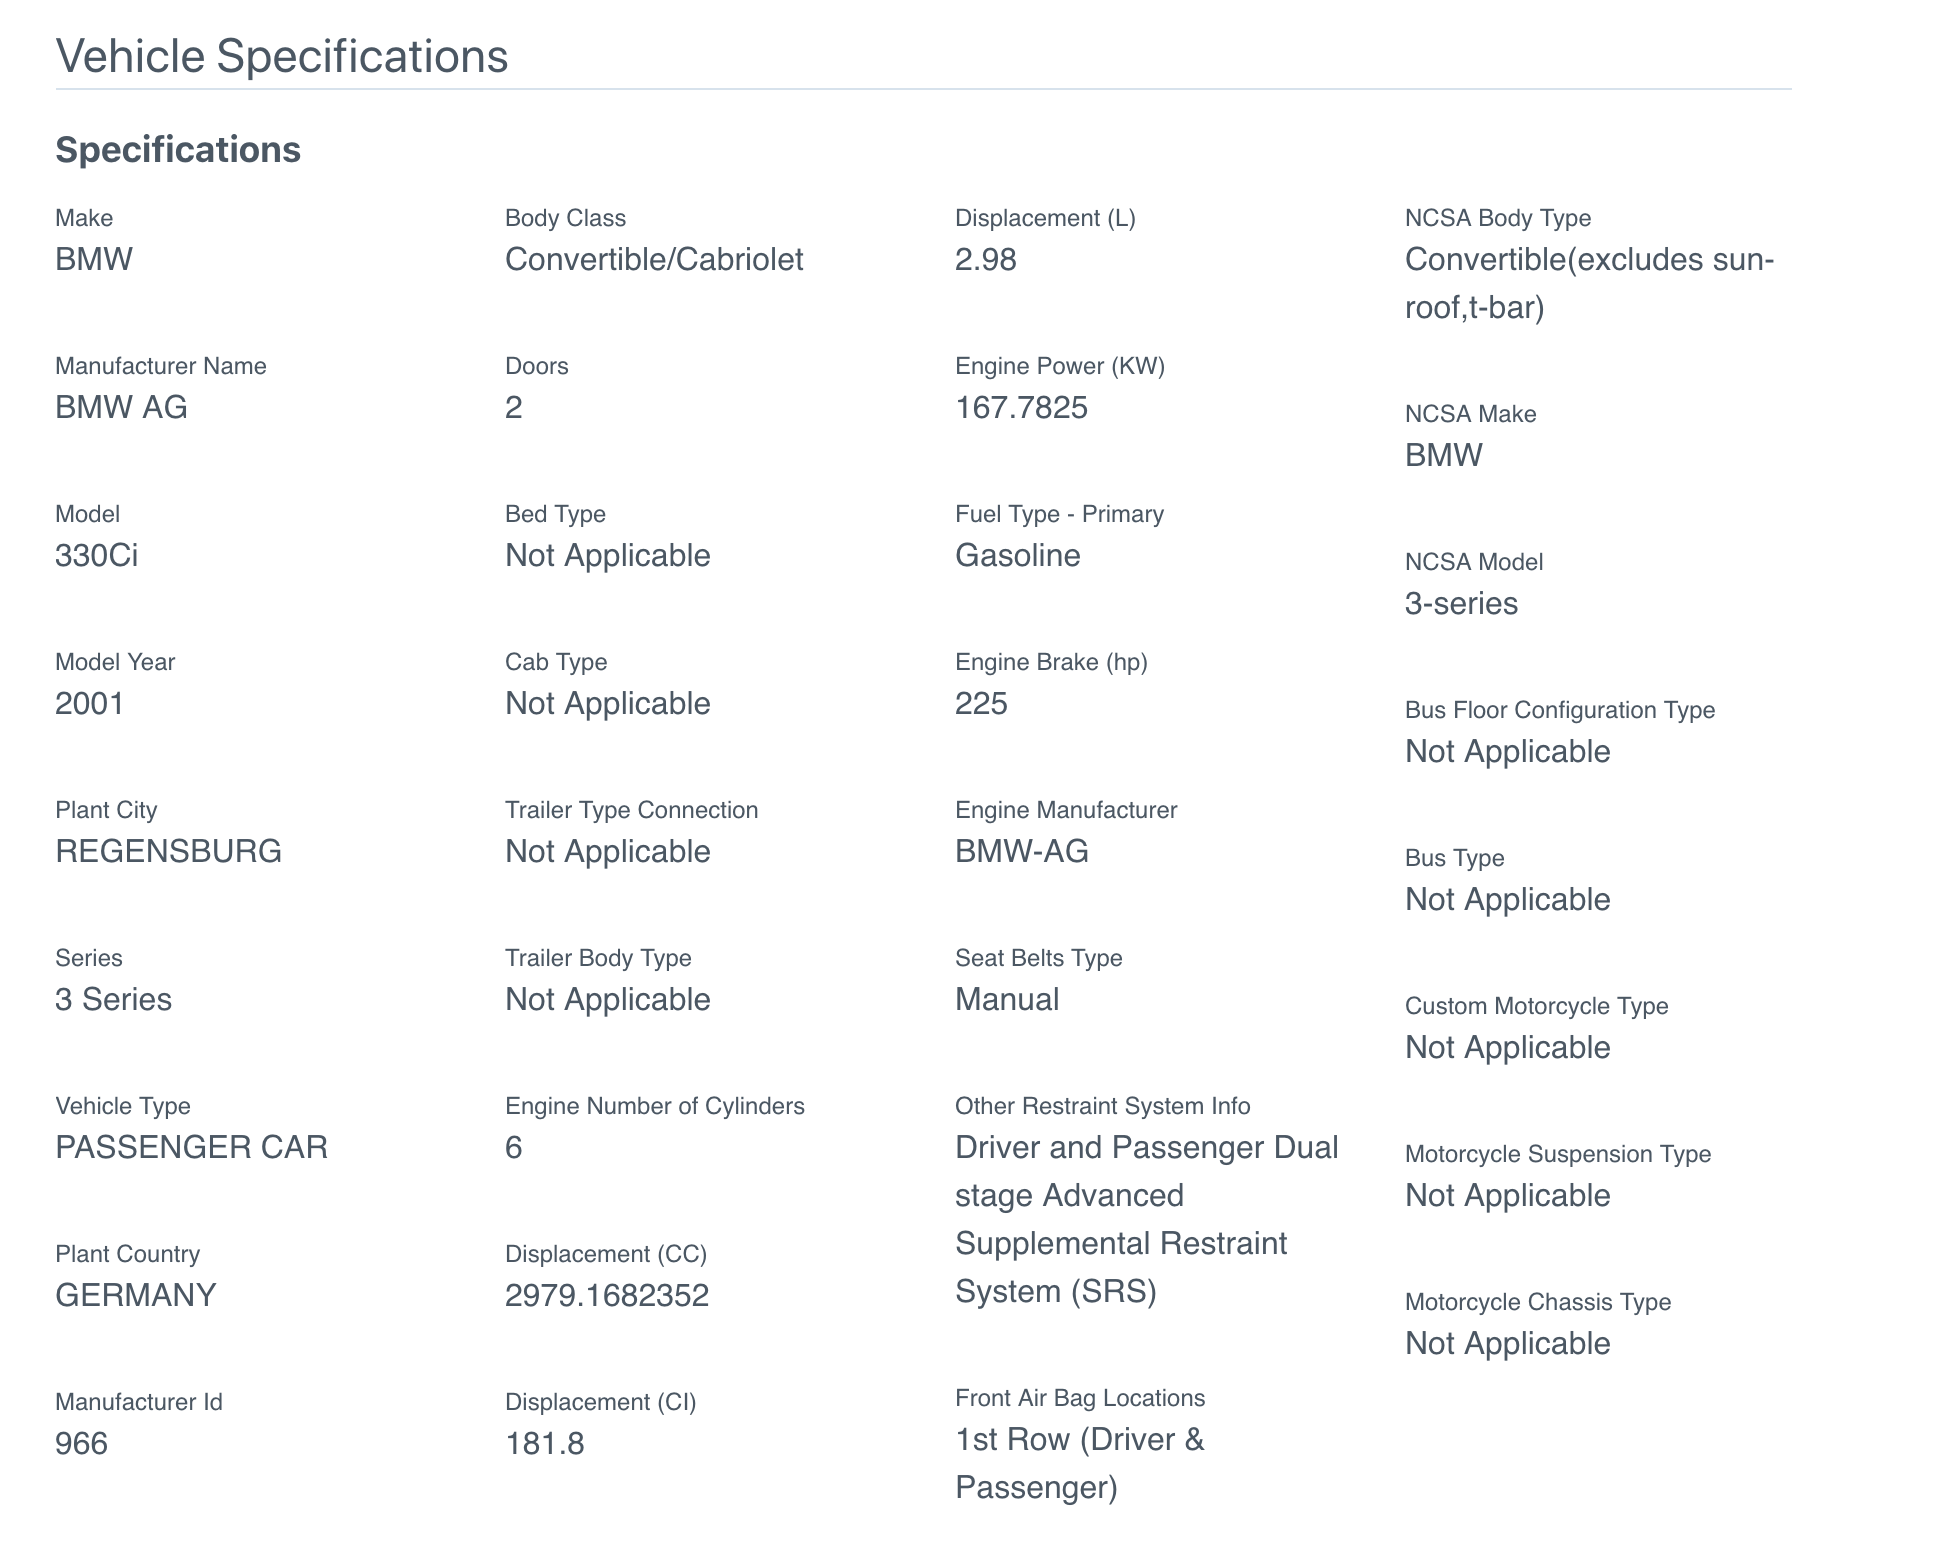 Vehicle Specifications
Specifications
Make
BMW
Manufacturer Name
BMW AG
Model
330Ci
Model Year
2001
Plant City
REGENSBURG
Series
3 Series
Vehicle Type
PASSENGER CAR
Plant Country
GERMANY
Manufacturer Id
966
Body Class
Convertible/Cabriolet
Doors
2
Bed Type
Not Applicable
Cab Type
Not Applicable
Trailer Type Connection
Not Applicable
Trailer Body Type
Not Applicable
Engine Number of Cylinders
6
Displacement (CC)
2979.1682352
Displacement (CI)
181.8
Displacement (L)
2.98
Engine Power (KW)
167.7825
Fuel Type - Primary
Gasoline
Engine Brake (hp)
225
Engine Manufacturer
BMW-AG
Seat Belts Type
Manual
Other Restraint System Info
Driver and Passenger Dual
stage Advanced
Supplemental Restraint
System (SRS)
Front Air Bag Locations
1st Row (Driver &
Passenger)
NCSA Body Type
Convertible(excludes sun-
roof,t-bar)
NCSA Make
BMW
NCSA Model
3-series
Bus Floor Configuration Type
Not Applicable
Bus Type
Not Applicable
Custom Motorcycle Type
Not Applicable
Motorcycle Suspension Type
Not Applicable
Motorcycle Chassis Type
Not Applicable